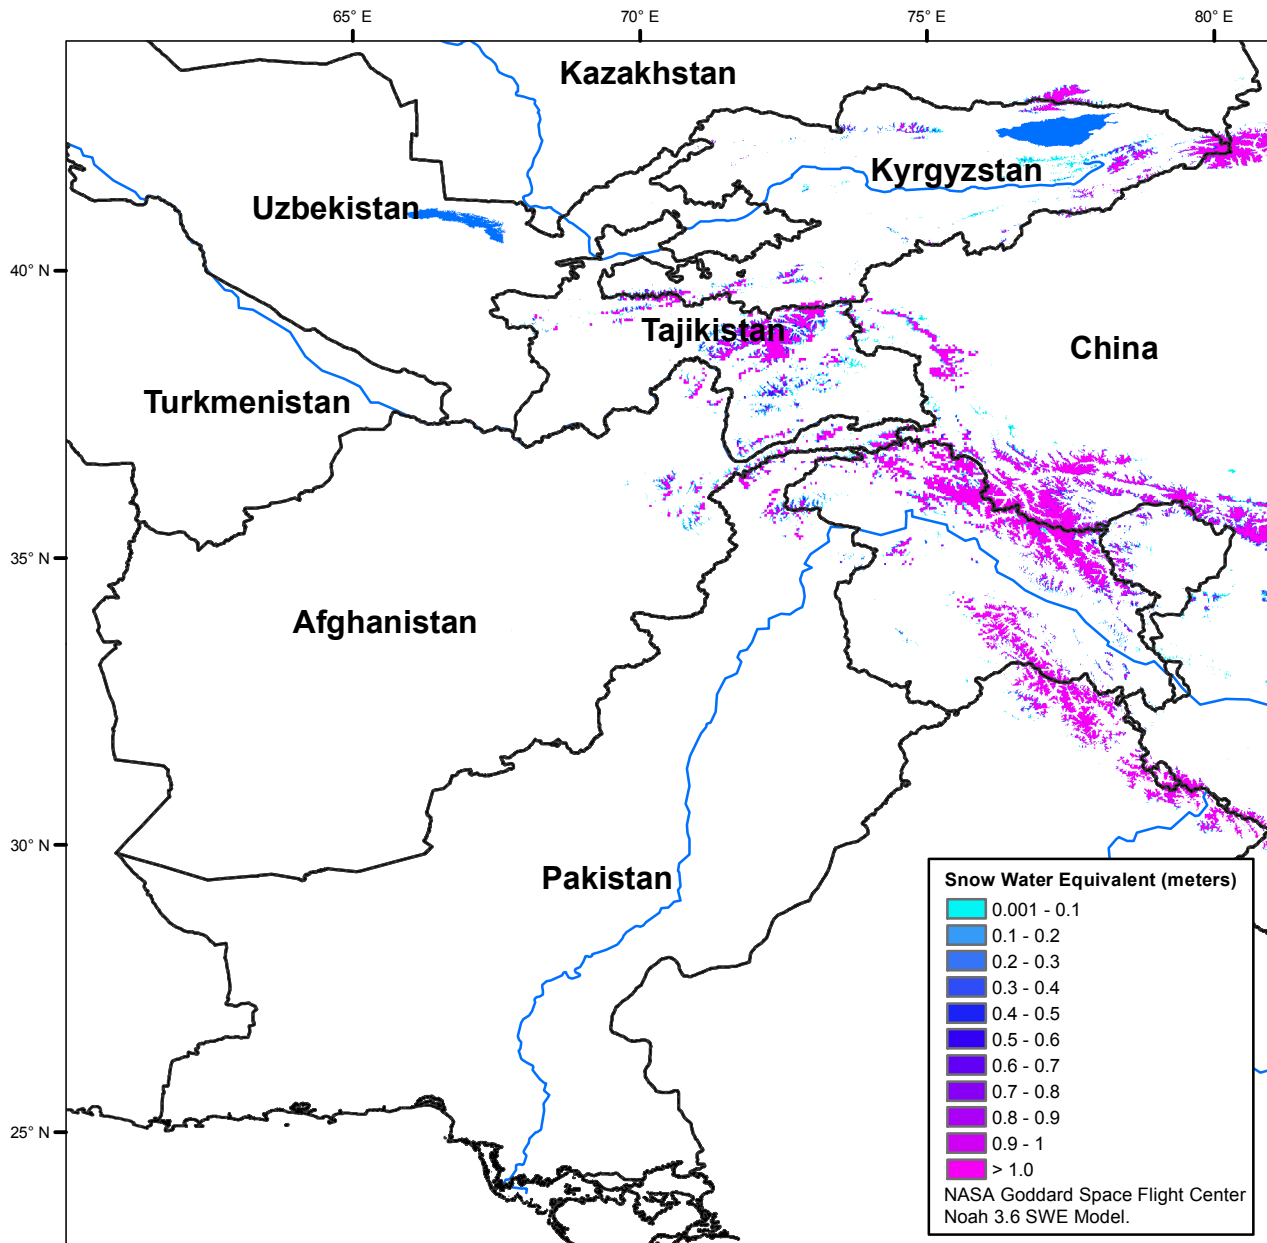 65° E
70° E
75° E
80° E
Kazakhstan
Kyrgyzstan
Uzbekistan
40° N
Tajikistan
China
Turkmenistan
35° N
Afghanistan
30° N
Pakistan
25° N
Snow Water Equivalent (meters)
0.001 - 0.1
0.1 - 0.2
0.2 - 0.3
0.3 - 0.4
0.4 - 0.5
0.5 - 0.6
0.6 - 0.7
0.7 - 0.8
0.8 - 0.9
0.9 - 1
> 1.0
NASA Goddard Space Flight Center
Noah 3.6 SWE Model.